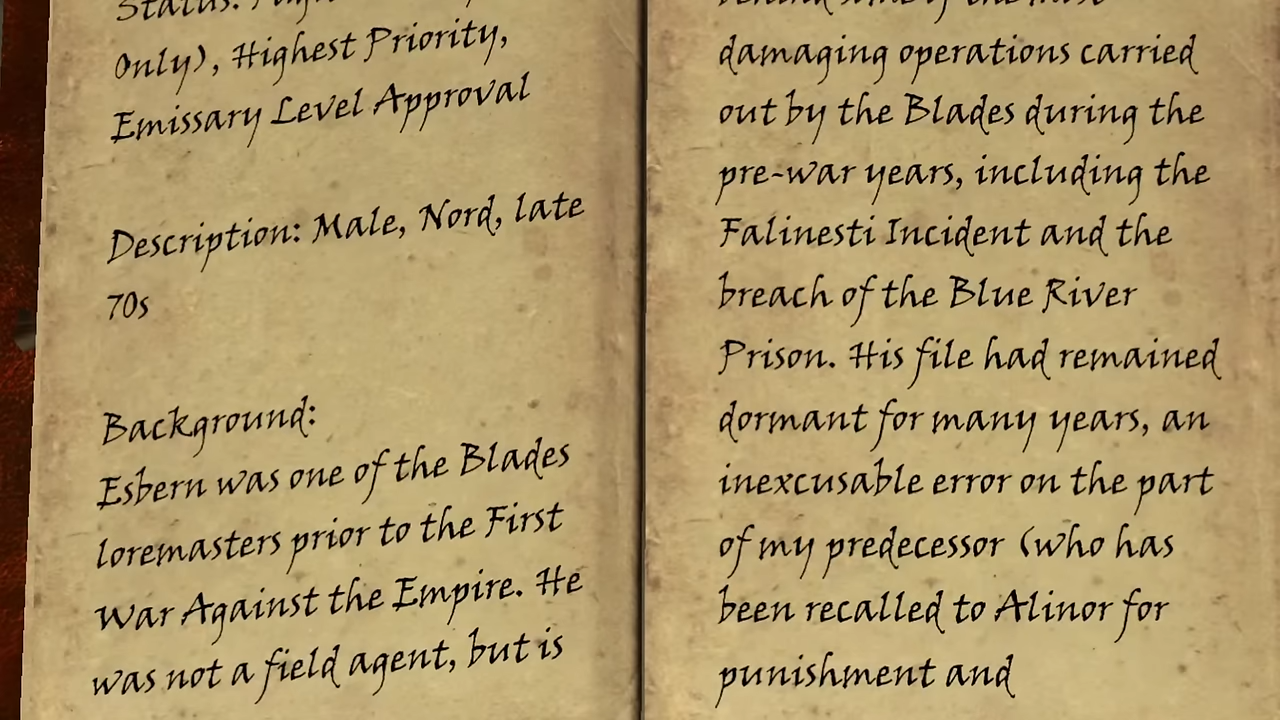 Only), Highest Priority,
Emissary Level Approval
Description: Male, Nord, late
70s
Background:
Esbern was one of the Blades
loremasters prior to the First
War Against the Empire. He
was not a field agent, but is
damaging operations carried
out by the Blades during the
pre-war years, including the
Falinesti Incident and the
breach of the Blue River
Prison. His file had remained
dormant for many years, an
inexcusable error on the part
of my predecessor (who has
been recalled to Alinor for
punishment and